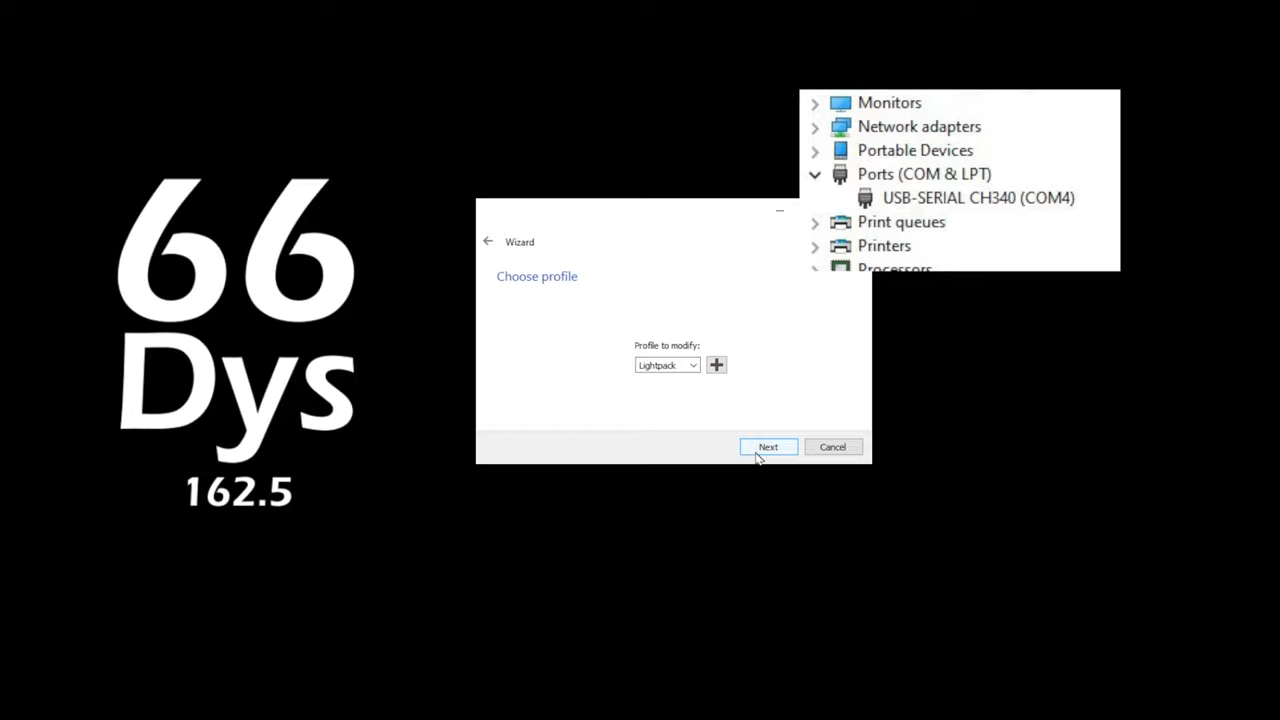 66
Dys
162.5
Monitors
Network adapters
Portable Devices
Ports (COM & LPT)
USB-SERIAL CH340 (COM4)
Print queues
Printers
Processors
Wizard
Choose profile
Profile to modify:
Lightpack
Next
Cancel